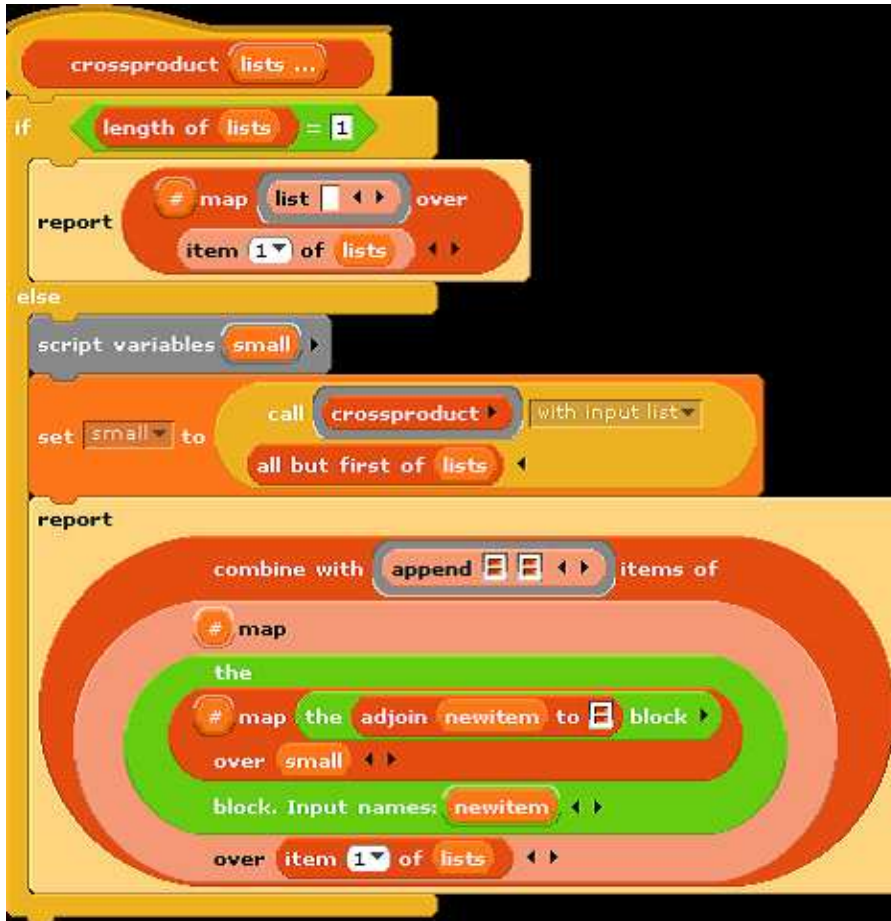 crossproduct lists ...
if length of lists = 1
# map list over
report
item 1 of lists
else
script variables small
call crossproduct with input list
set small to
all but first of lists
report
combine with append items of
# map
the
# map the adjoin newitem to block
over small
block. Input names: newitem
over item 1 of lists